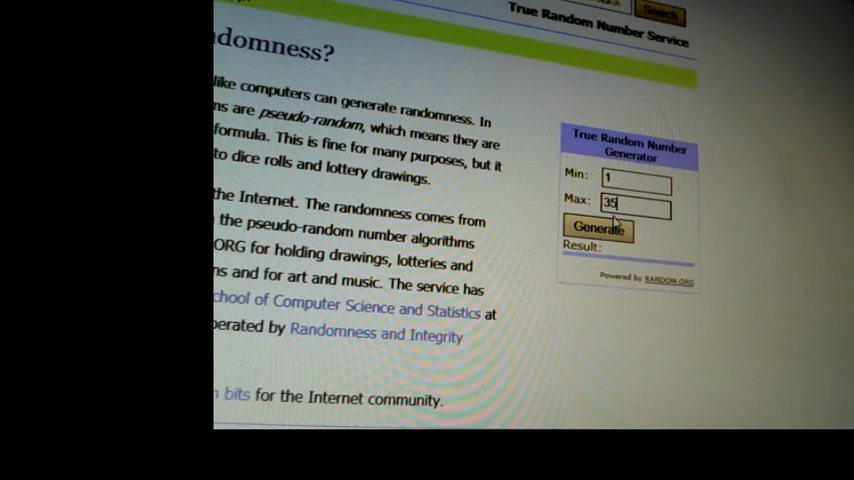 Search
True Random Number Service
domness?
like computers can generate randomness. In
ns are pseudo-random, which means they are
formula. This is fine for many purposes, but it
to dice rolls and lottery drawings.
the Internet. The randomness comes from
the pseudo-random number algorithms
ORG for holding drawings, lotteries and
ns and for art and music. The service has
chool of Computer Science and Statistics at
perated by Randomness and Integrity
bits for the Internet community.
True Random Number
Generator
Min: 1
Max: 35
Generate
Result:
Powered by RANDOM.ORG